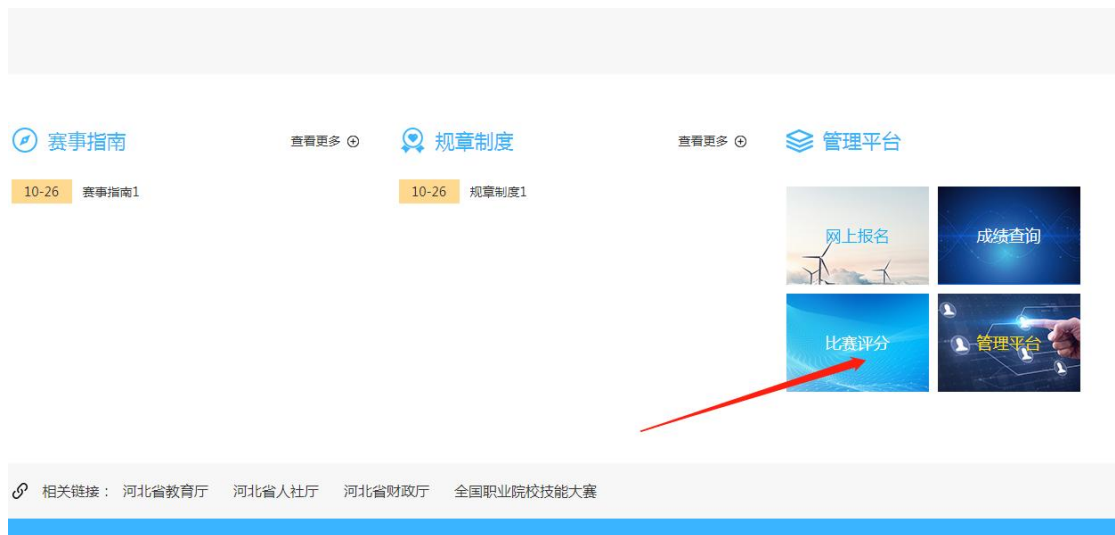 赛事指南 查看更多
规章制度 查看更多
管理平台
10-26 赛事指南1
10-26 规章制度1
网上报名 成绩查询
比赛评分 管理平台
相关链接： 河北省教育厅 河北省人社厅 河北省财政厅 全国职业院校技能大赛